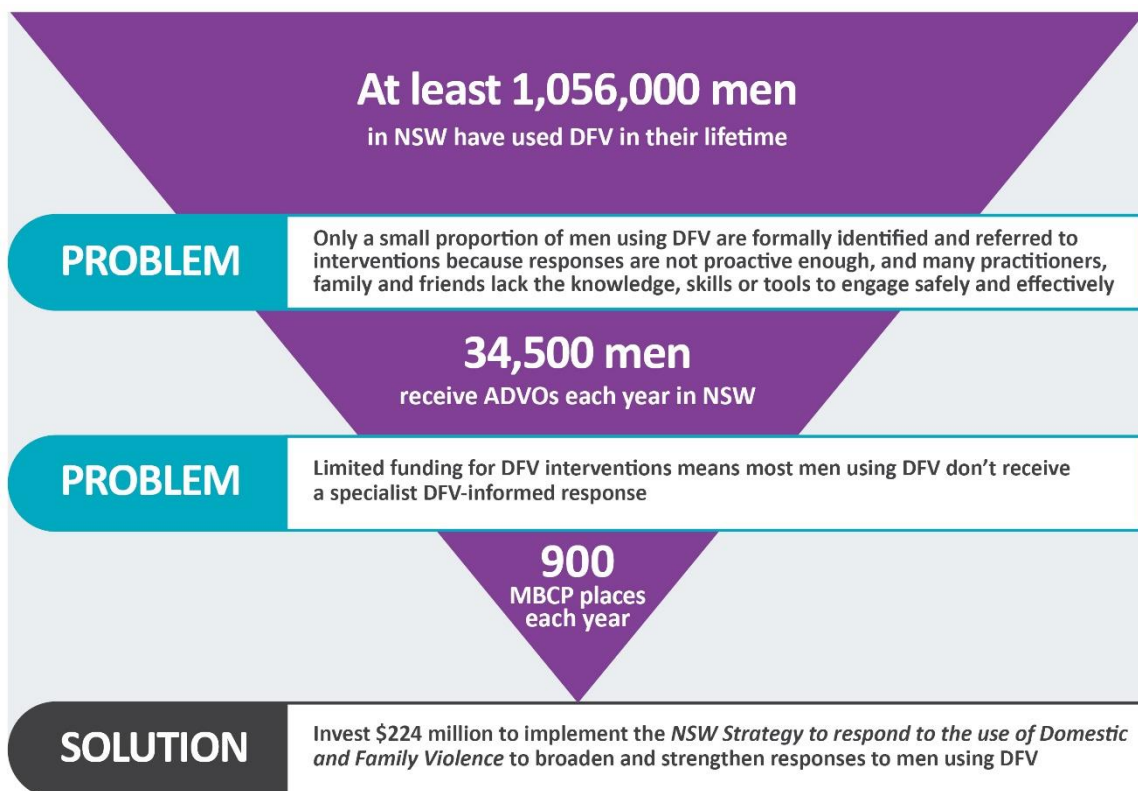 At least 1,056,000 men
in NSW have used DFV in their lifetime
PROBLEM
Only a small proportion of men using DFV are formally identified and referred to
interventions because responses are not proactive enough, and many practitioners,
family and friends lack the knowledge, skills or tools to engage safely and effectively
34,500 men
receive ADVOs each year in NSW
PROBLEM
Limited funding for DFV interventions means most men using DFV don’t receive
a specialist DFV-informed response
900
MBCP places
each year
SOLUTION
Invest $224 million to implement the NSW Strategy to respond to the use of Domestic
and Family Violence to broaden and strengthen responses to men using DFV